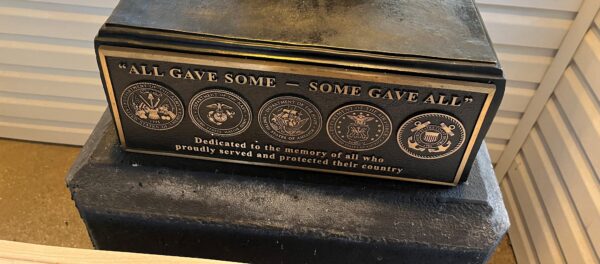 “ALL GAVE SOME — SOME GAVE ALL”
Dedicated to the memory of all who
proudly served and protected their country